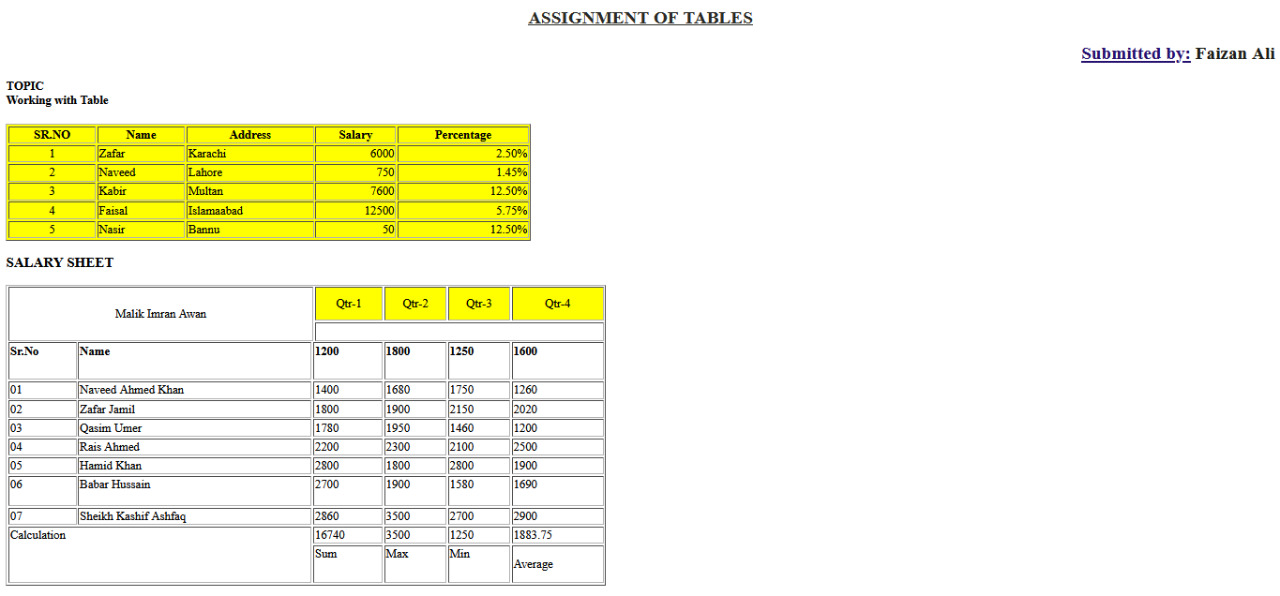 ASSIGNMENT OF TABLES
Submitted by: Faizan Ali
TOPIC
Working with Table
SR.NO Name Address Salary Percentage
1 Zafar Karachi 6000 2.50%
2 Naveed Lahore 750 1.45%
3 Kabir Multan 7600 12.50%
4 Faisal Islamaabad 12500 5.75%
5 Nasir Bannu 50 12.50%
SALARY SHEET
Malik Imran Awan Qtr-1 Qtr-2 Qtr-3 Qtr-4
Sr.No Name 1200 1800 1250 1600
01 Naveed Ahmed Khan 1400 1680 1750 1260
02 Zafar Jamil 1800 1900 2150 2020
03 Qasim Umer 1780 1950 1460 1200
04 Rais Ahmed 2200 2300 2100 2500
05 Hamid Khan 2800 1800 2800 1900
06 Babar Hussain 2700 1900 1580 1690
07 Sheikh Kashif Ashfaq 2860 3500 2700 2900
Calculation 16740 3500 1250 1883.75
Sum Max Min Average